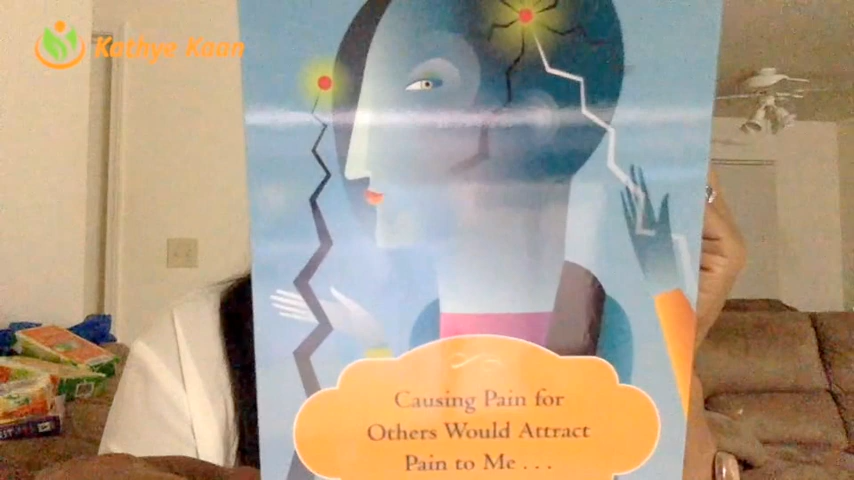 Kathye Kaan
Causing Pain for
Others Would Attract
Pain to Me . . .